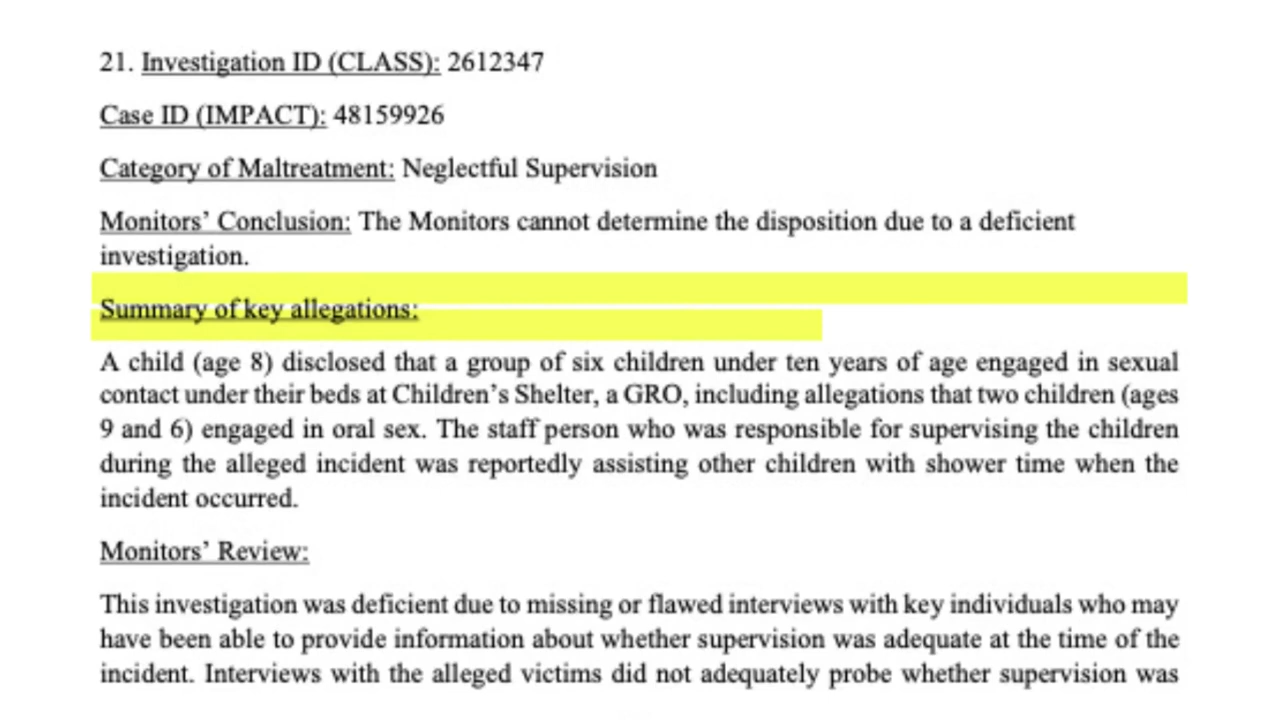 21. Investigation ID (CLASS): 2612347
Case ID (IMPACT): 48159926
Category of Maltreatment: Neglectful Supervision
Monitors’ Conclusion: The Monitors cannot determine the disposition due to a deficient
investigation.
Summary of key allegations:
A child (age 8) disclosed that a group of six children under ten years of age engaged in sexual
contact under their beds at Children’s Shelter, a GRO, including allegations that two children (ages
9 and 6) engaged in oral sex. The staff person who was responsible for supervising the children
during the alleged incident was reportedly assisting other children with shower time when the
incident occurred.
Monitors’ Review:
This investigation was deficient due to missing or flawed interviews with key individuals who may
have been able to provide information about whether supervision was adequate at the time of the
incident. Interviews with the alleged victims did not adequately probe whether supervision was